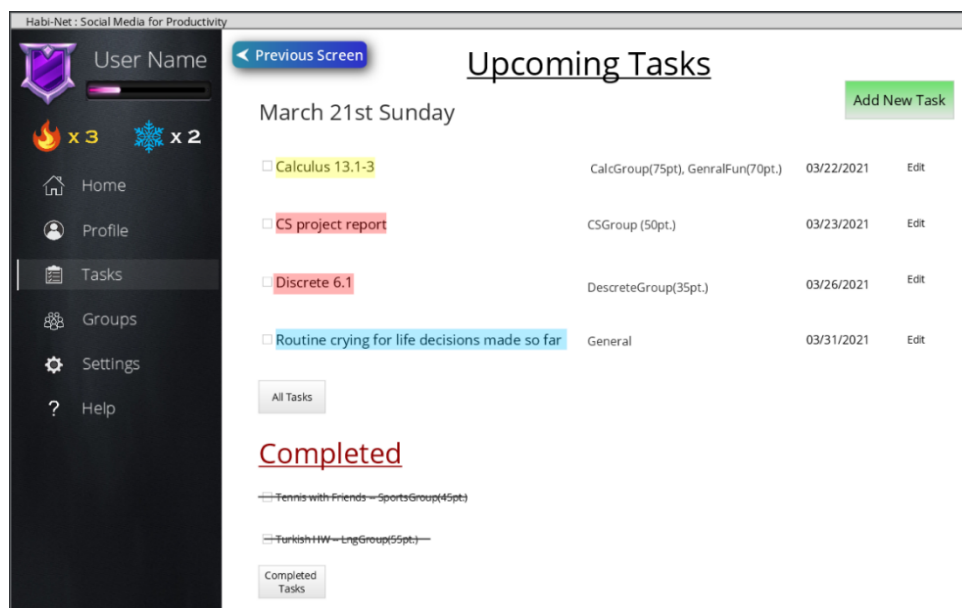 Habi-Net : Social Media for Productivity
User Name
x 3 x 2
Home
Profile
Tasks
Groups
Settings
? Help
Previous Screen
Upcoming Tasks
Add New Task
March 21st Sunday
Calculus 13.1-3 CalcGroup(75pt), GenralFun(70pt.) 03/22/2021 Edit
CS project report CSGroup (50pt.) 03/23/2021 Edit
Discrete 6.1 DescreteGroup(35pt.) 03/26/2021 Edit
Routine crying for life decisions made so far General 03/31/2021 Edit
All Tasks
Completed
Tennis with Friends – SportsGroup(45pt.)
Turkish HW – LngGroup(55pt.)
Completed
Tasks